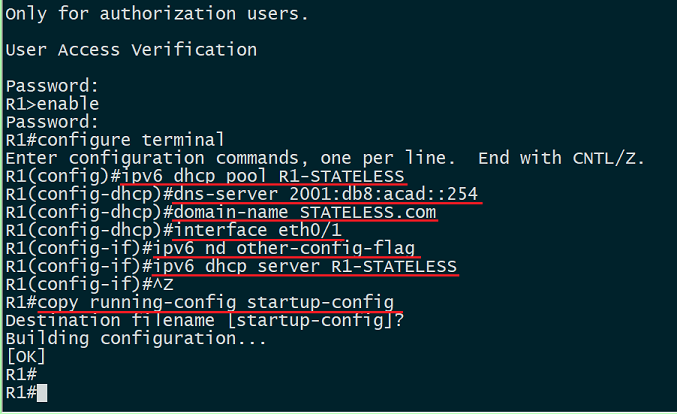 Only for authorization users.
User Access Verification
Password:
R1>enable
Password:
R1#configure terminal
Enter configuration commands, one per line.  End with CNTL/Z.
R1(config)#ipv6 dhcp pool R1-STATELESS
R1(config-dhcp)#dns-server 2001:db8:acad::254
R1(config-dhcp)#domain-name STATELESS.com
R1(config-dhcp)#interface eth0/1
R1(config-if)#ipv6 nd other-config-flag
R1(config-if)#ipv6 dhcp server R1-STATELESS
R1(config-if)#^Z
R1#copy running-config startup-config
Destination filename [startup-config]?
Building configuration...
[OK]
R1#
R1#